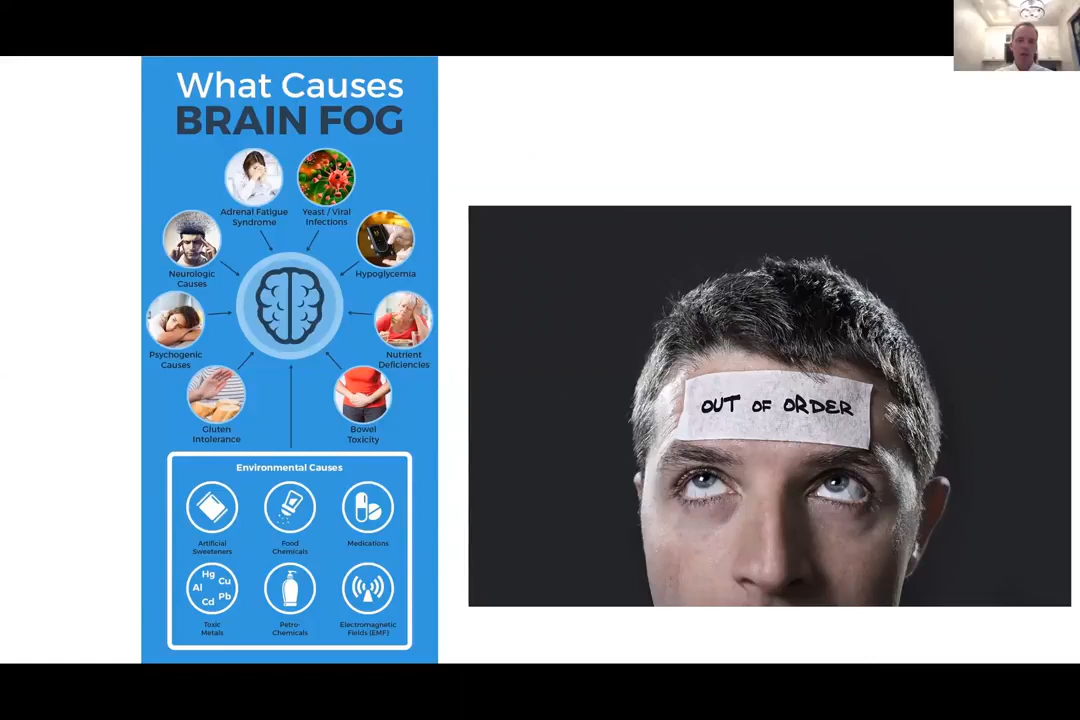 What Causes
BRAIN FOG
Adrenal Fatigue
Syndrome
Yeast / Viral
Infections
Neurologic
Causes
Hypoglycemia
Psychogenic
Causes
Nutrient
Deficiencies
Gluten
Intolerance
Bowel
Toxicity
Environmental Causes
Artificial
Sweeteners
Food
Chemicals
Medications
Hg
Al
Cu
Cd
Pb
Toxic
Metals
Petro-
Chemicals
Electromagnetic
Fields (EMF)
OUT OF ORDER